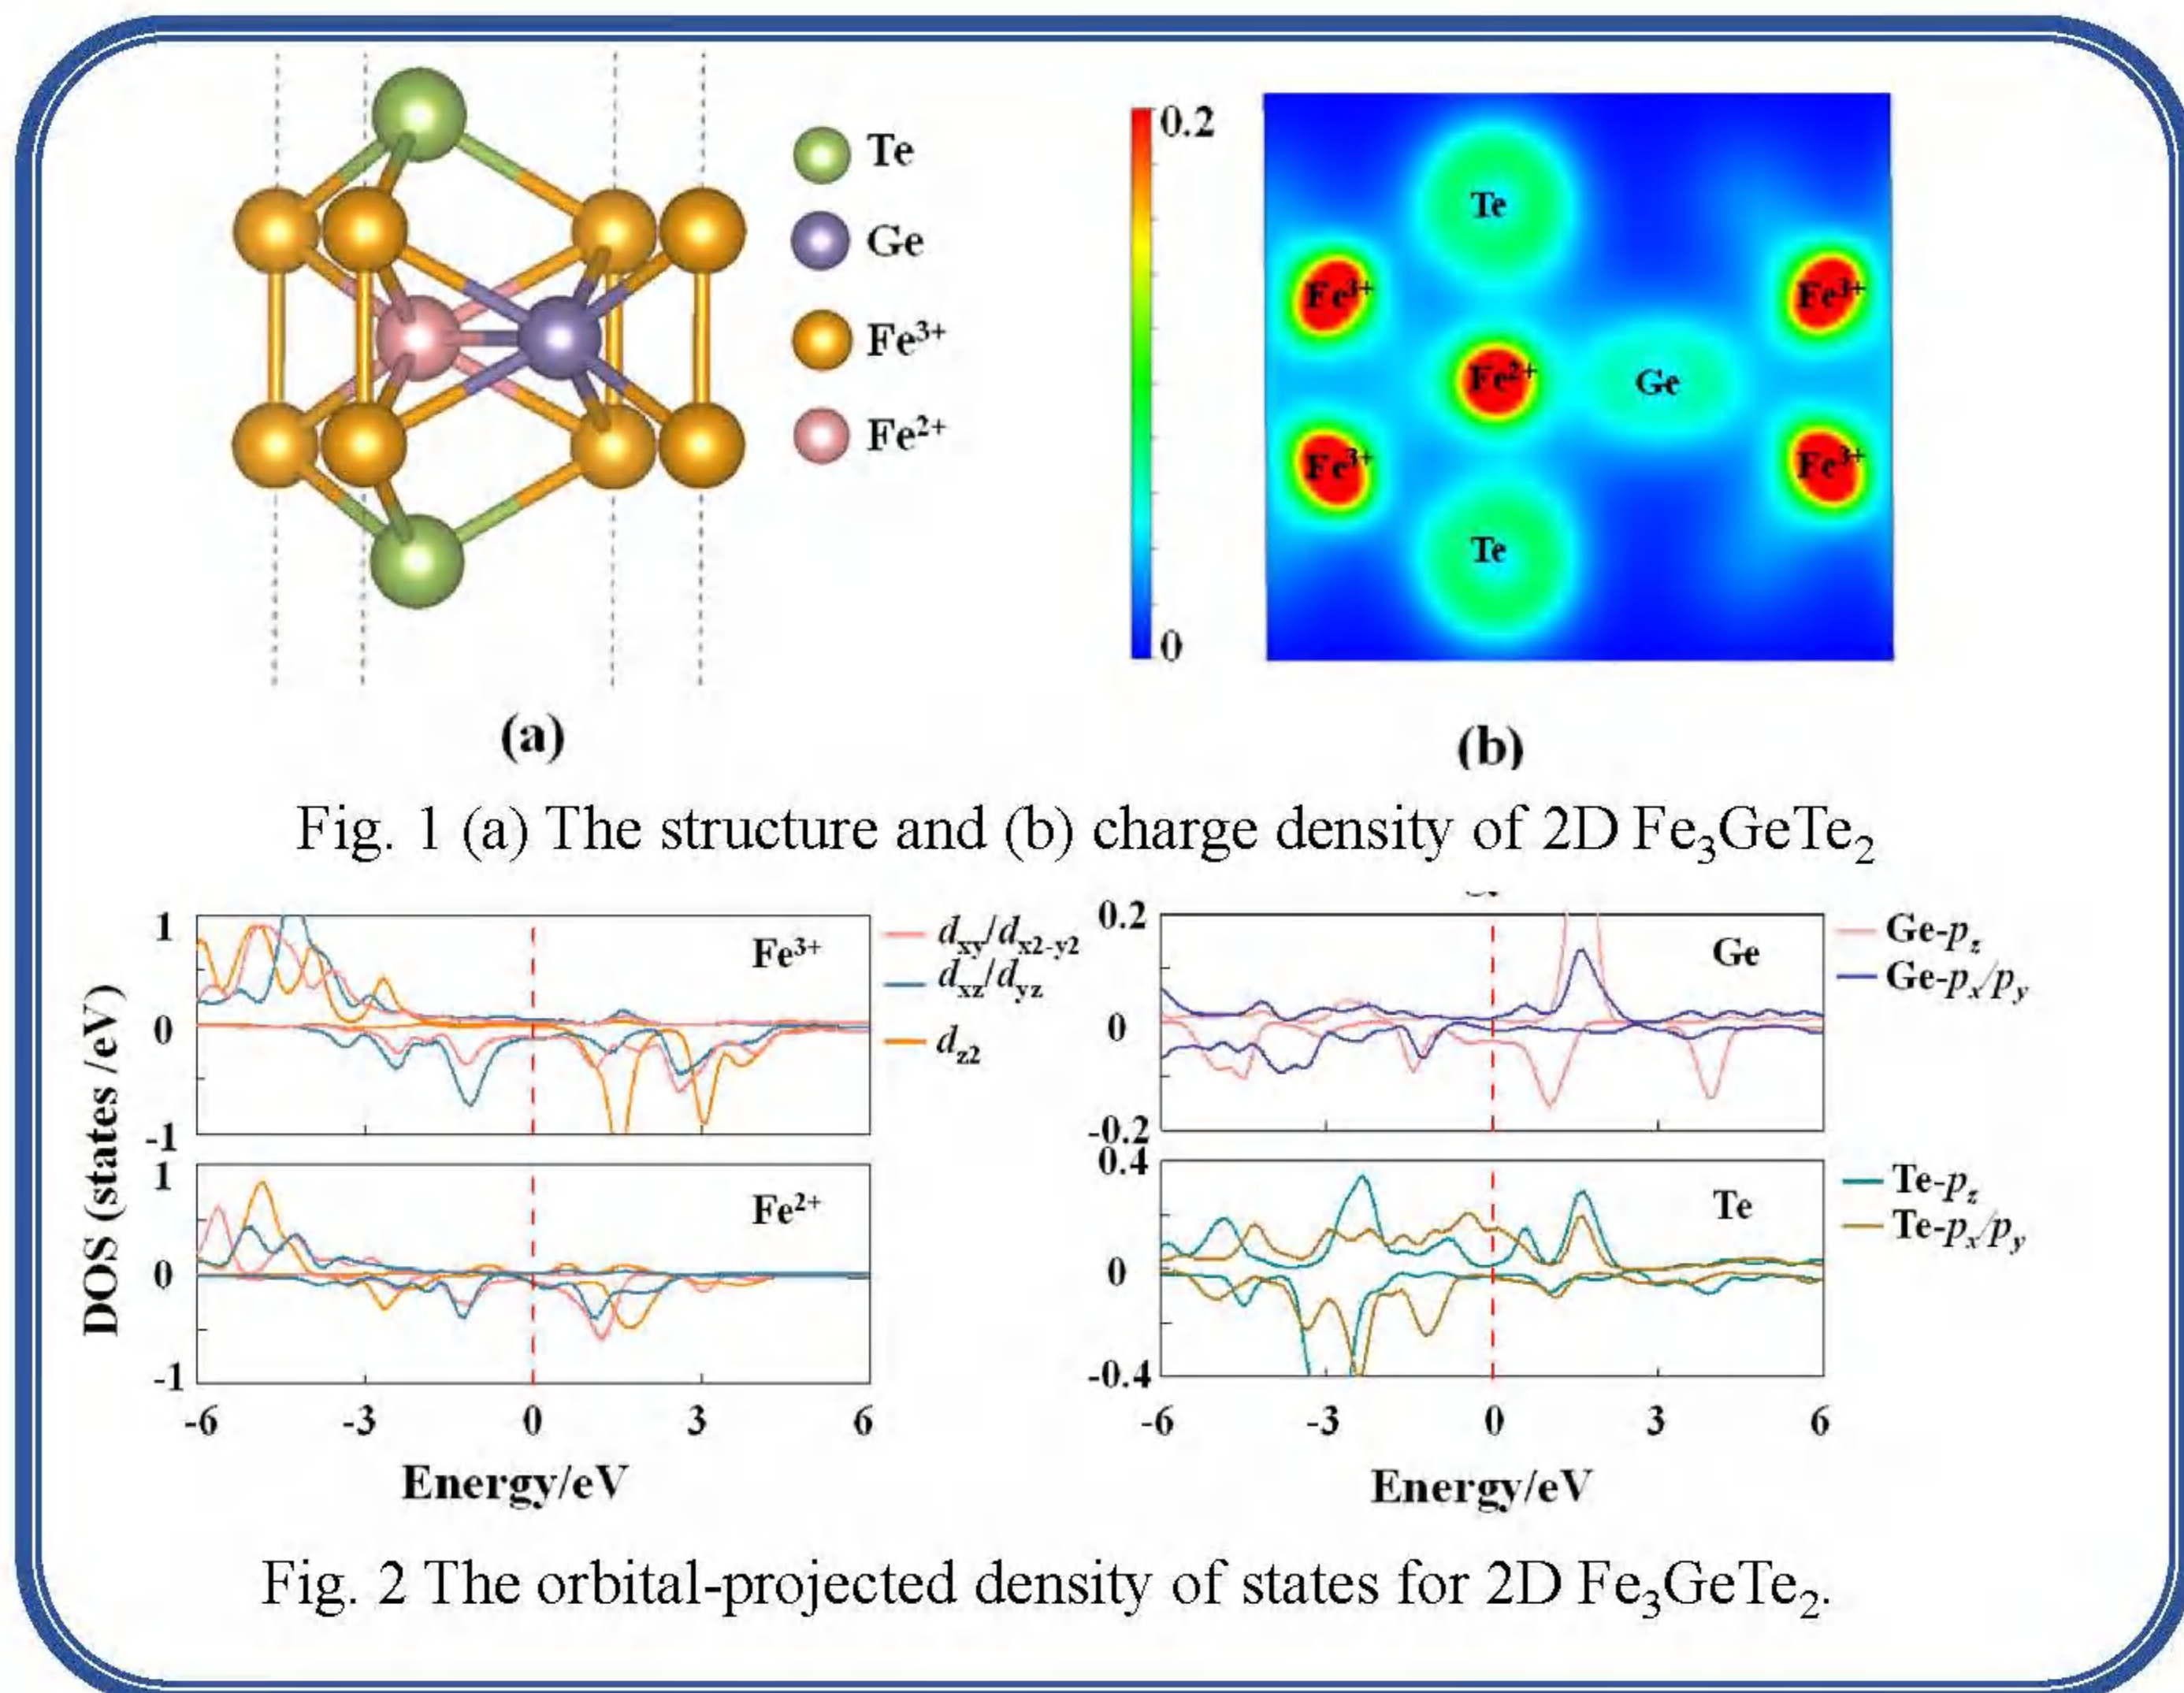 Te
Ge
Fe³⁺
Fe²⁺
(a)
0.2
0
Te
Fe³⁺
Fe³⁺
Fe²⁺
Ge
Fe³⁺
Fe³⁺
Te
(b)
Fig. 1 (a) The structure and (b) charge density of 2D Fe₃GeTe₂
DOS (states /eV)
1
0
-1
Fe³⁺
dxy/dx2-y2
dxz/dyz
dz2
1
0
-1
Fe²⁺
-6 -3 0 3 6
Energy/eV
0.2
0
-0.2
Ge
Ge-pz
Ge-px/py
0.4
0
-0.4
Te
Te-pz
Te-px/py
-6 -3 0 3 6
Energy/eV
Fig. 2 The orbital-projected density of states for 2D Fe₃GeTe₂.